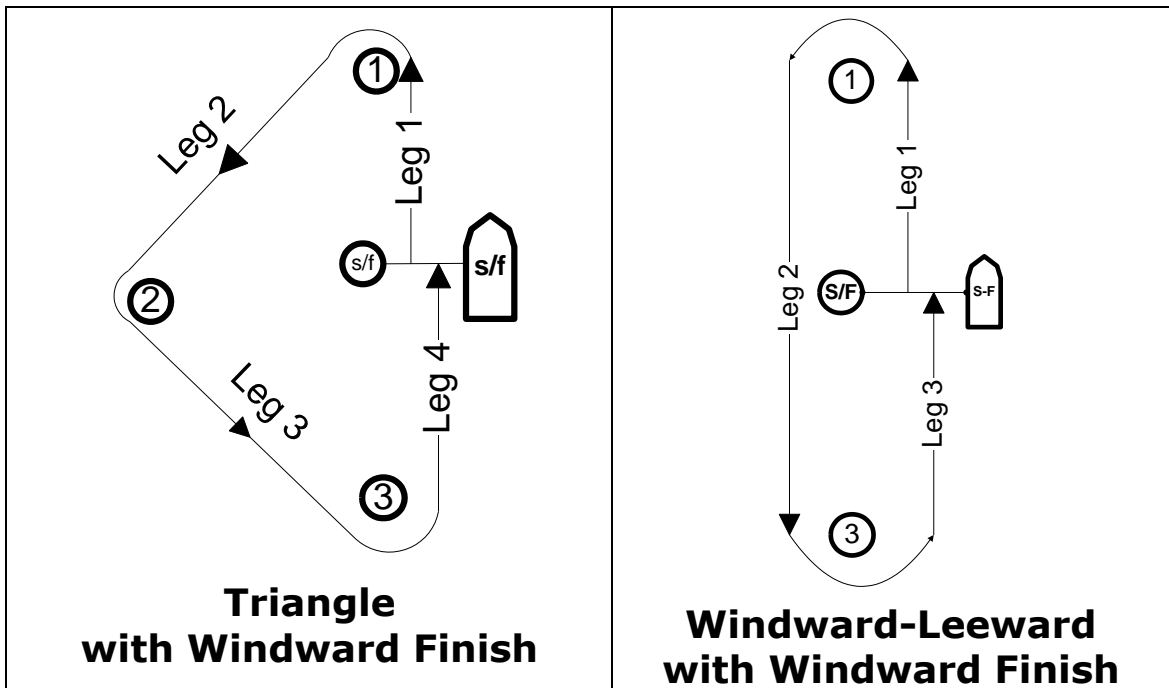 1
Leg 2
Leg 1
s/f
s/f
2
Leg 3
Leg 4
3
Triangle
with Windward Finish
1
Leg 1
Leg 2
S/F
S-F
Leg 3
3
Windward-Leeward
with Windward Finish